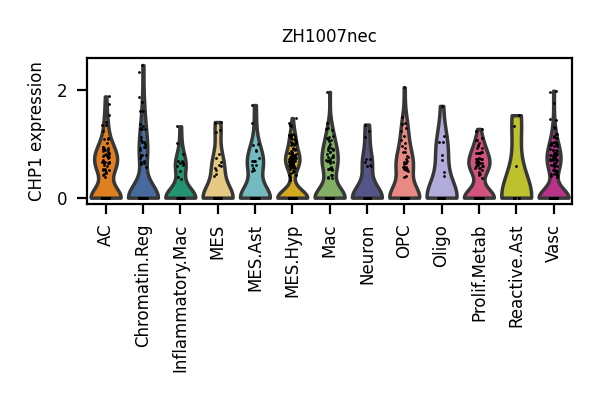 ZH1007nec
CHP1 expression
2
0
AC
Chromatin.Reg
Inflammatory.Mac
MES
MES.Ast
MES.Hyp
Mac
Neuron
OPC
Oligo
Prolif.Metab
Reactive.Ast
Vasc